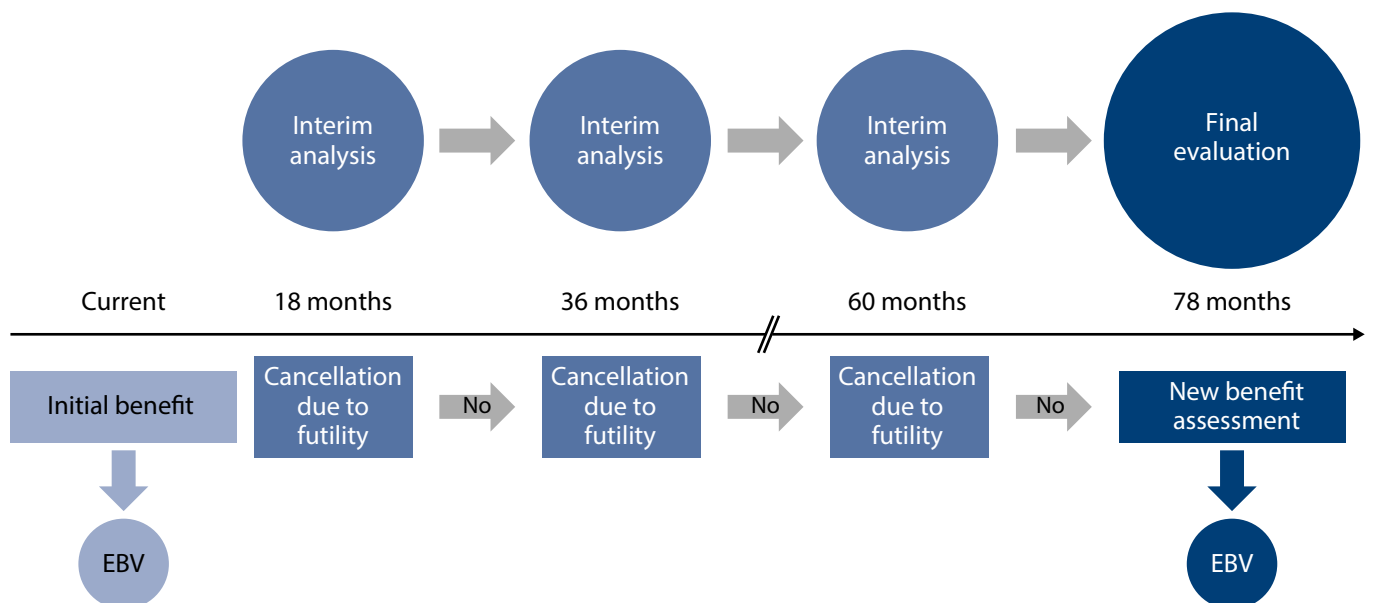 Interim
analysis
Interim
analysis
Interim
analysis
Final
evaluation
Current
18 months
36 months
60 months
78 months
Initial benefit
Cancellation
due to
futility
No
Cancellation
due to
futility
No
Cancellation
due to
futility
No
New benefit
assessment
EBV
EBV